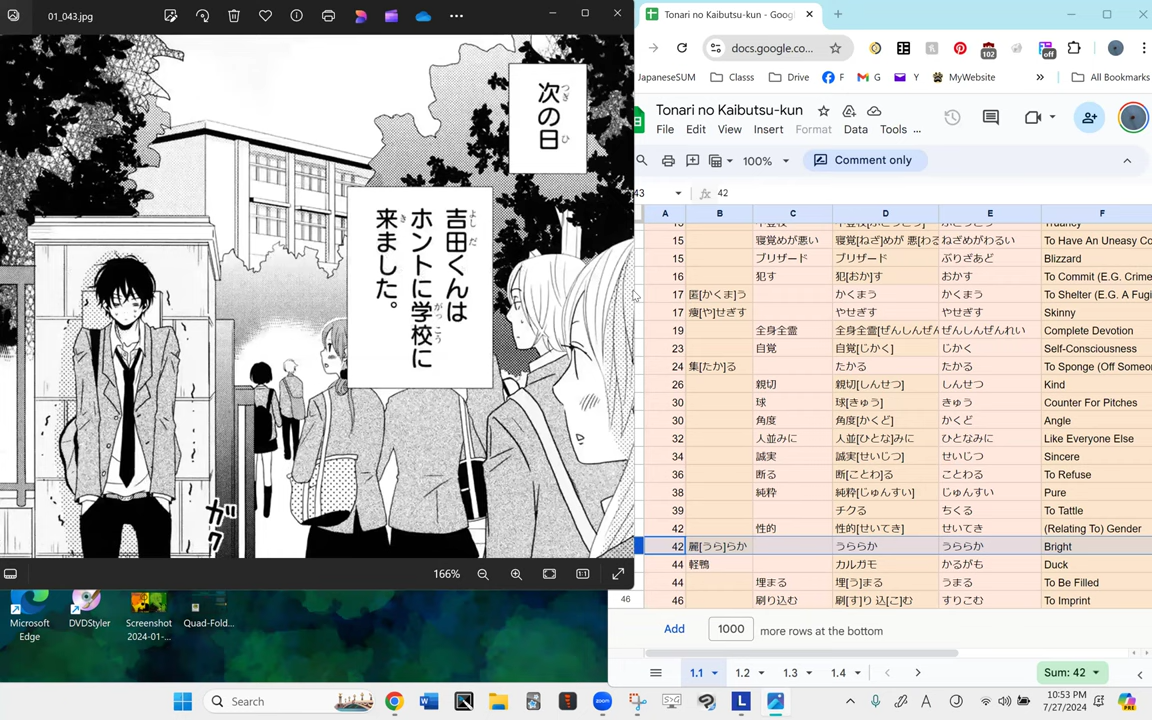 01_043.jpg
次の日
つぎ
ひ
吉田くんは
よしだ
ホントに学校に
がっこう
来ました。
き
ガク
166%
1:1
Microsoft
Edge
DVDStyler
Screenshot
2024-01-...
Quad-Fold...
Tonari no Kaibutsu-kun - Goog
docs.google.co...
102
off
JapaneseSUM
Classs
Drive
F
G
Y
MyWebsite
»
All Bookmarks
Tonari no Kaibutsu-kun
File Edit View Insert Format Data Tools ...
100%
Comment only
43
fx 42
A B C D E F
15 寝覚めが悪い 寝覚[ねざ]めが 悪[わる ねざめがわるい To Have An Uneasy Co
15 ブリザード ブリザード ぶりざあど Blizzard
16 犯す 犯[おか]す おかす To Commit (E.G. Crime
17 匿[かくま]う かくまう かくまう To Shelter (E.G. A Fugi
17 痩[や]せぎす やせぎす やせぎす Skinny
19 全身全霊 全身全霊[ぜんしんぜん ぜんしんぜんれい Complete Devotion
23 自覚 自覚[じかく] じかく Self-Consciousness
24 集[たか]る たかる たかる To Sponge (Off Someo
26 親切 親切[しんせつ] しんせつ Kind
30 球 球[きゅう] きゅう Counter For Pitches
30 角度 角度[かくど] かくど Angle
32 人並みに 人並[ひとな]みに ひとなみに Like Everyone Else
34 誠実 誠実[せいじつ] せいじつ Sincere
36 断る 断[ことわ]る ことわる To Refuse
38 純粋 純粋[じゅんすい] じゅんすい Pure
39 チクる ちくる To Tattle
42 性的 性的[せいてき] せいてき (Relating To) Gender
42 麗[うら]らか うららか うららか Bright
44 軽鴨 カルガモ かるがも Duck
44 埋まる 埋[う]まる うまる To Be Filled
46 46 刷り込む 刷[す]り 込[こ]む すりこむ To Imprint
Add 1000 more rows at the bottom
1.1 1.2 1.3 1.4
Sum: 42
Search
10:53 PM
7/27/2024